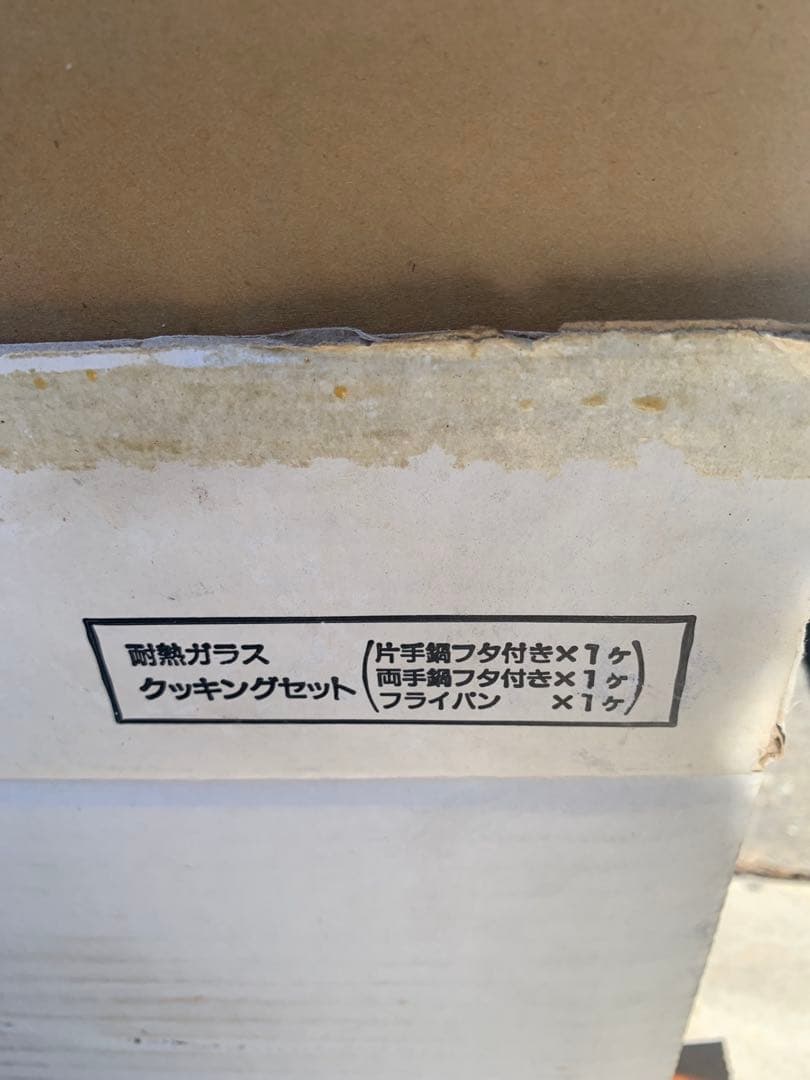 耐熱ガラス
クッキングセット
(片手鍋フタ付き×1ヶ
両手鍋フタ付き×1ヶ
フライパン ×1ヶ)